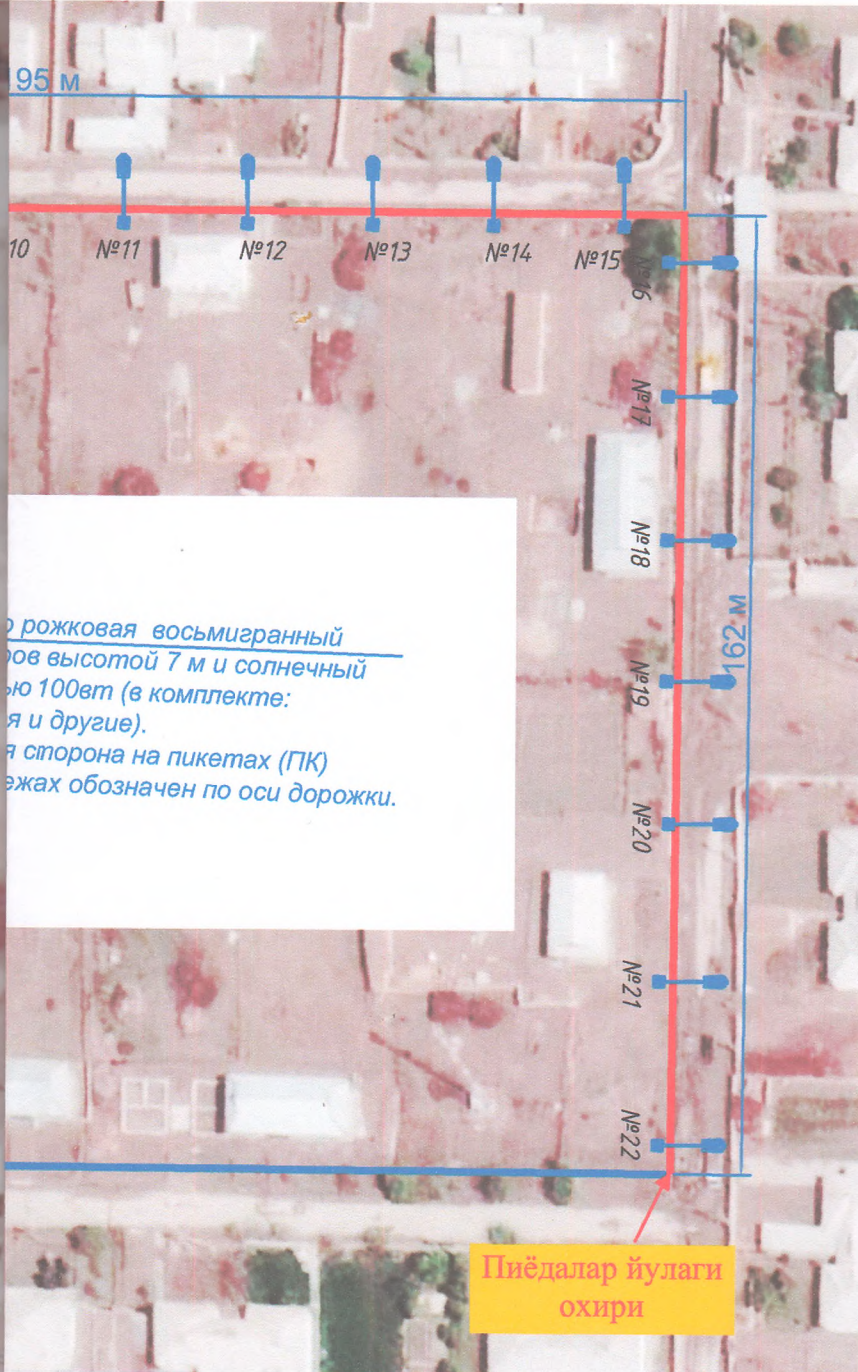 95 м
10
№11
№12
№13
№14
№15
№16
№17
№18
162 м
№19
№20
№21
№22
рожковая восьмигранный
ров высотой 7 м и солнечный
ью 100вт (в комплекте:
я и другие).
я сторона на пикетах (ПК)
ежах обозначен по оси дорожки.
Пиёдалар йулаги
охири